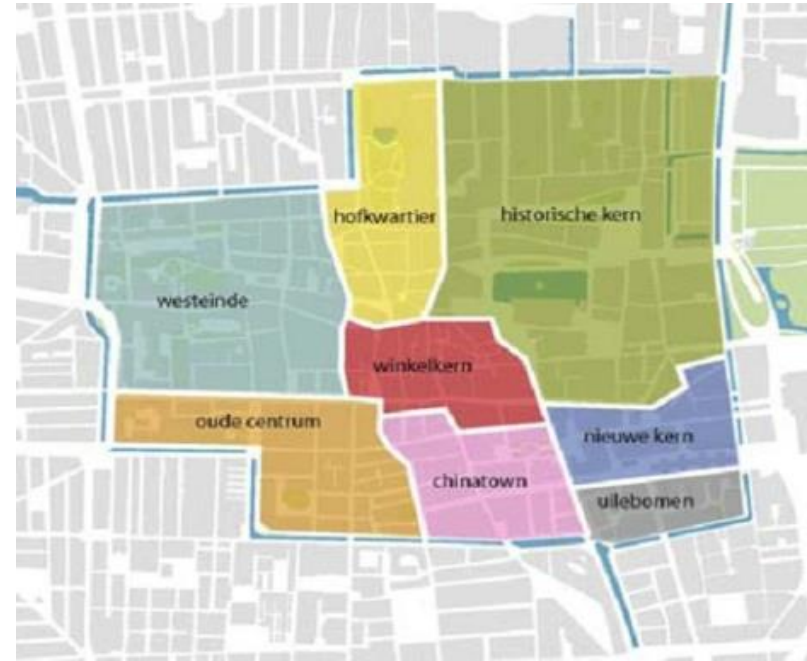 hofkwartier
historische kern
westeinde
winkelkern
oude centrum
nieuwe kern
chinatown
uilebomen